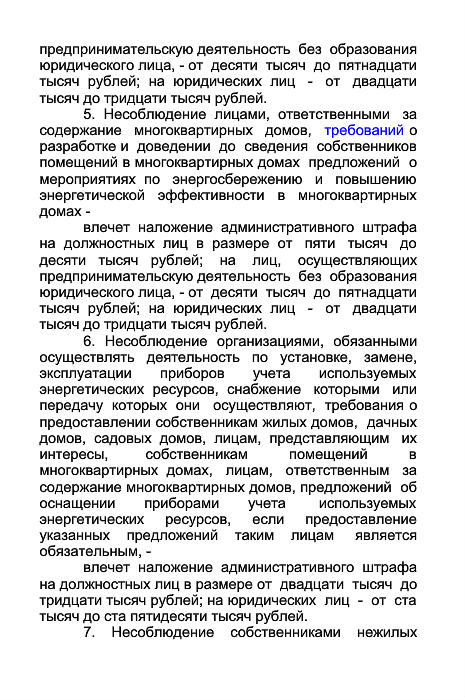 предпринимательскую деятельность без образования
юридического лица, - от десяти тысяч до пятнадцати
тысяч рублей; на юридических лиц - от двадцати
тысяч до тридцати тысяч рублей.
5. Несоблюдение лицами, ответственными за
содержание многоквартирных домов, требований о
разработке и доведении до сведения собственников
помещений в многоквартирных домах предложений о
мероприятиях по энергосбережению и повышению
энергетической эффективности в многоквартирных
домах -
влечет наложение административного штрафа
на должностных лиц в размере от пяти тысяч до
десяти тысяч рублей; на лиц, осуществляющих
предпринимательскую деятельность без образования
юридического лица, - от десяти тысяч до пятнадцати
тысяч рублей; на юридических лиц - от двадцати
тысяч до тридцати тысяч рублей.
6. Несоблюдение организациями, обязанными
осуществлять деятельность по установке, замене,
эксплуатации приборов учета используемых
энергетических ресурсов, снабжение которыми или
передачу которых они осуществляют, требования о
предоставлении собственникам жилых домов, дачных
домов, садовых домов, лицам, представляющим их
интересы, собственникам помещений в
многоквартирных домах, лицам, ответственным за
содержание многоквартирных домов, предложений об
оснащении приборами учета используемых
энергетических ресурсов, если предоставление
указанных предложений таким лицам является
обязательным, -
влечет наложение административного штрафа
на должностных лиц в размере от двадцати тысяч до
тридцати тысяч рублей; на юридических лиц - от ста
тысяч до ста пятидесяти тысяч рублей.
7. Несоблюдение собственниками нежилых